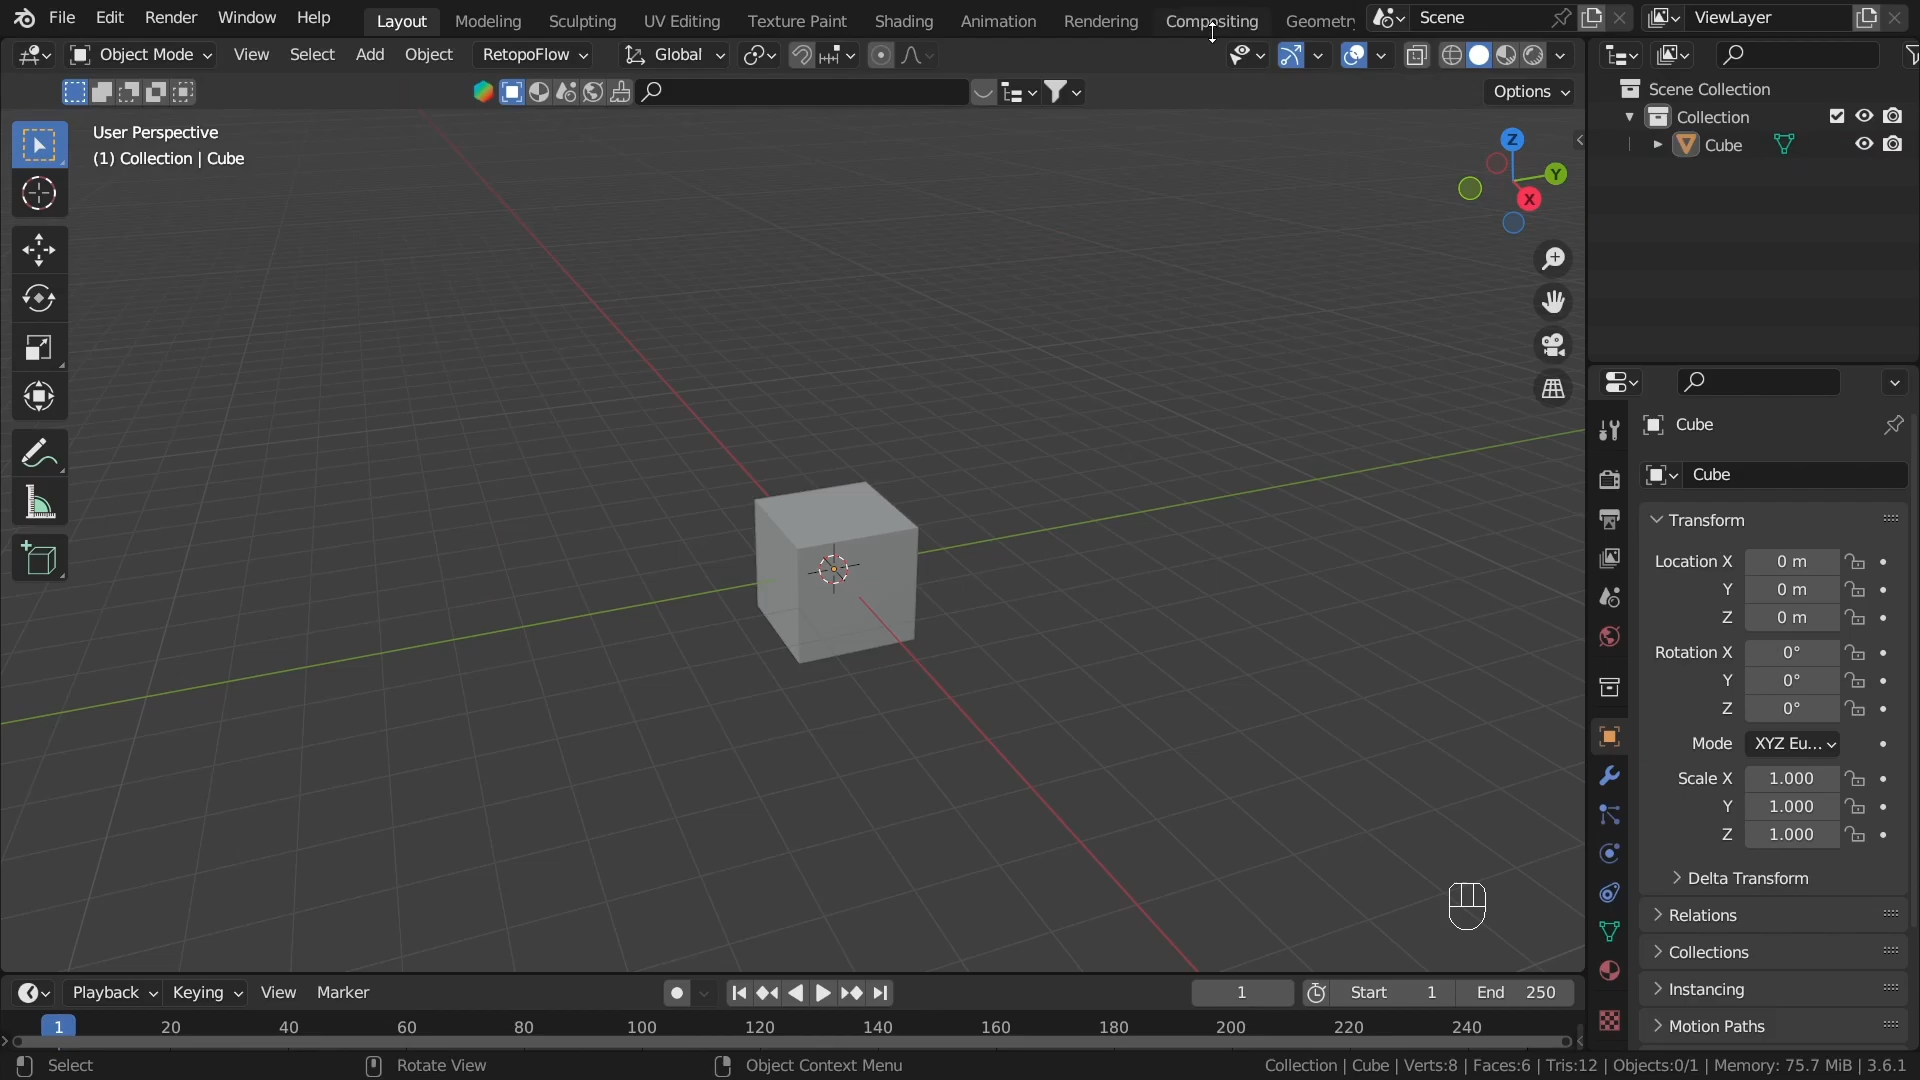 File Edit Render Window Help Layout Modeling Sculpting UV Editing Texture Paint Shading Animation Rendering Compositing Scene ViewLayer
Object Mode View Select Add Object RetopoFlow Global
Options
User Perspective
(1) Collection | Cube
Z
Y
X
Scene Collection
Collection
Cube
Cube
Cube
Transform
Location X 0 m
Y 0 m
Z 0 m
Rotation X 0°
Y 0°
Z 0°
Mode XYZ Eu...
Scale X 1.000
Y 1.000
Z 1.000
Delta Transform
Relations
Collections
Instancing
Motion Paths
Playback Keying View Marker 1 Start 1 End 250
1 20 40 60 80 100 120 140 160 180 200 220 240
Select Rotate View Object Context Menu Collection | Cube | Verts:8 | Faces:6 | Tris:12 | Objects:0/1 | Memory: 75.7 MiB | 3.6.1